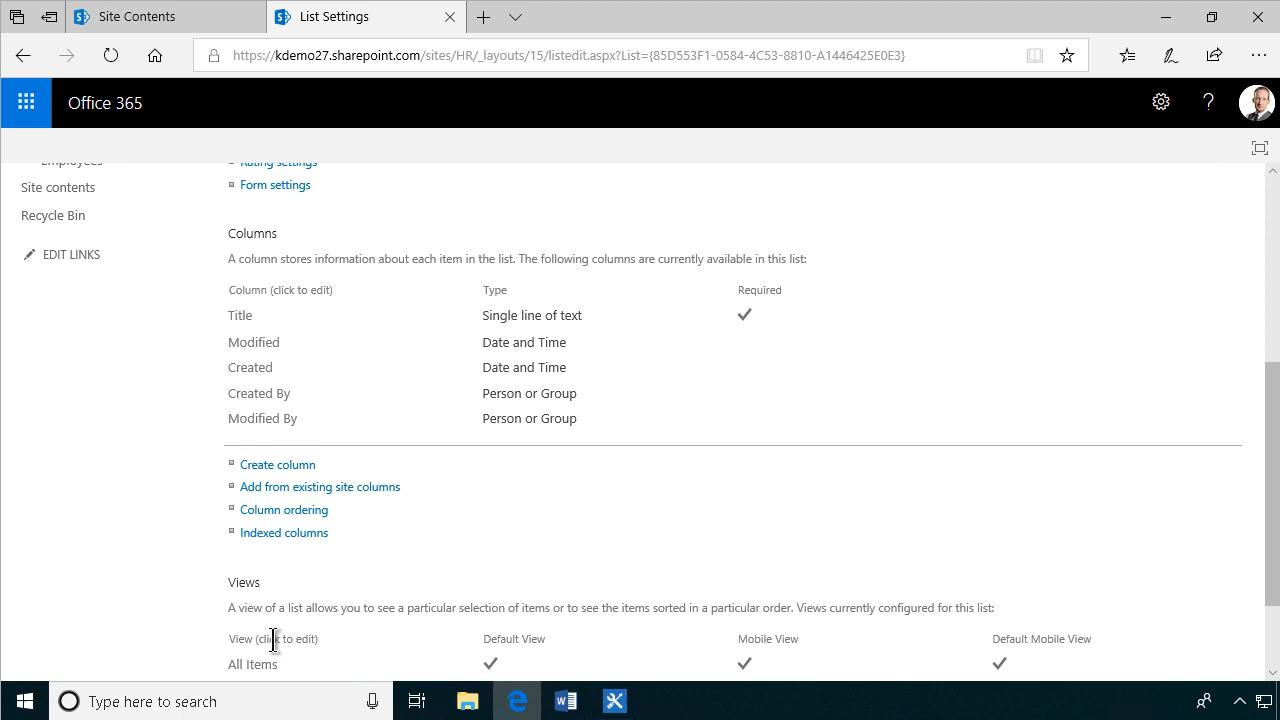 Site Contents
List Settings
https://kdemo27.sharepoint.com/sites/HR/_layouts/15/listedit.aspx?List={85D553F1-0584-4C53-8810-A1446425E0E3}
Office 365
?
Employees
Rating settings
Site contents
Form settings
Recycle Bin
EDIT LINKS
Columns
A column stores information about each item in the list. The following columns are currently available in this list:
Column (click to edit) Type Required
Title Single line of text
Modified Date and Time
Created Date and Time
Created By Person or Group
Modified By Person or Group
Create column
Add from existing site columns
Column ordering
Indexed columns
Views
A view of a list allows you to see a particular selection of items or to see the items sorted in a particular order. Views currently configured for this list:
View (click to edit) Default View Mobile View Default Mobile View
All Items
Type here to search